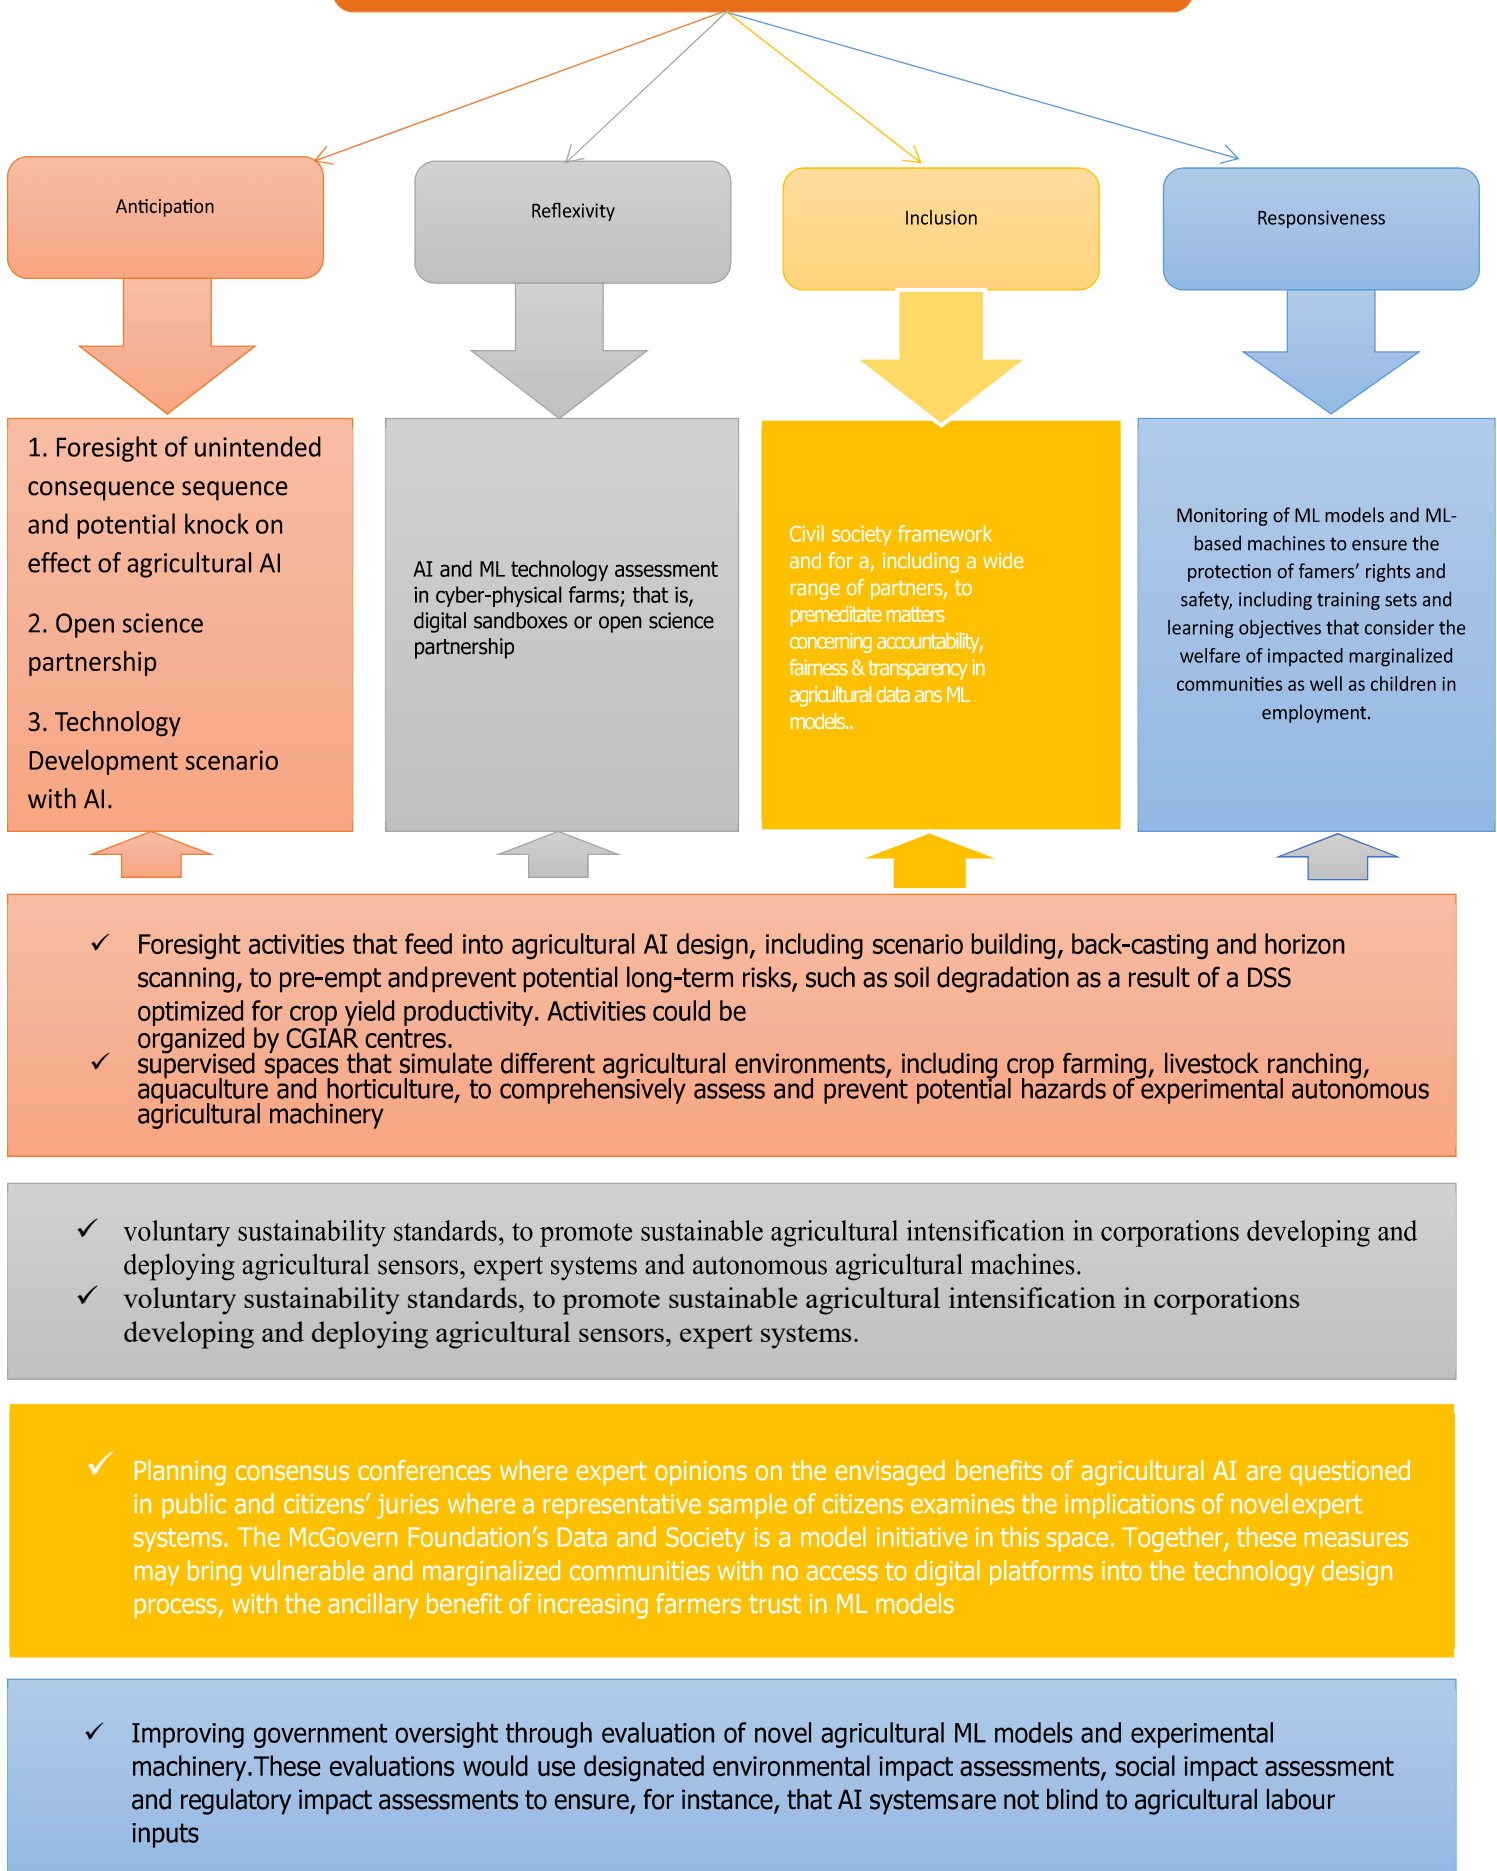 Anticipation
Reflexivity
Inclusion
Responsiveness
1. Foresight of unintended
consequence sequence
and potential knock on
effect of agricultural AI
2. Open science
partnership
3. Technology
Development scenario
with AI.
AI and ML technology assessment
in cyber-physical farms; that is,
digital sandboxes or open science
partnership
Civil society framework
and for a, including a wide
range of partners, to
premeditate matters
concerning accountability,
fairness & transparency in
agricultural data ans ML
models..
Monitoring of ML models and ML-
based machines to ensure the
protection of famers’ rights and
safety, including training sets and
learning objectives that consider the
welfare of impacted marginalized
communities as well as children in
employment.
✓ Foresight activities that feed into agricultural AI design, including scenario building, back-casting and horizon
scanning, to pre-empt and prevent potential long-term risks, such as soil degradation as a result of a DSS
optimized for crop yield productivity. Activities could be
organized by CGIAR centres.
✓ supervised spaces that simulate different agricultural environments, including crop farming, livestock ranching,
aquaculture and horticulture, to comprehensively assess and prevent potential hazards of experimental autonomous
agricultural machinery
✓ voluntary sustainability standards, to promote sustainable agricultural intensification in corporations developing and
deploying agricultural sensors, expert systems and autonomous agricultural machines.
✓ voluntary sustainability standards, to promote sustainable agricultural intensification in corporations
developing and deploying agricultural sensors, expert systems.
✓ Planning consensus conferences where expert opinions on the envisaged benefits of agricultural AI are questioned
in public and citizens’ juries where a representative sample of citizens examines the implications of novel expert
systems. The McGovern Foundation’s Data and Society is a model initiative in this space. Together, these measures
may bring vulnerable and marginalized communities with no access to digital platforms into the technology design
process, with the ancillary benefit of increasing farmers trust in ML models
✓ Improving government oversight through evaluation of novel agricultural ML models and experimental
machinery.These evaluations would use designated environmental impact assessments, social impact assessment
and regulatory impact assessments to ensure, for instance, that AI systems are not blind to agricultural labour
inputs